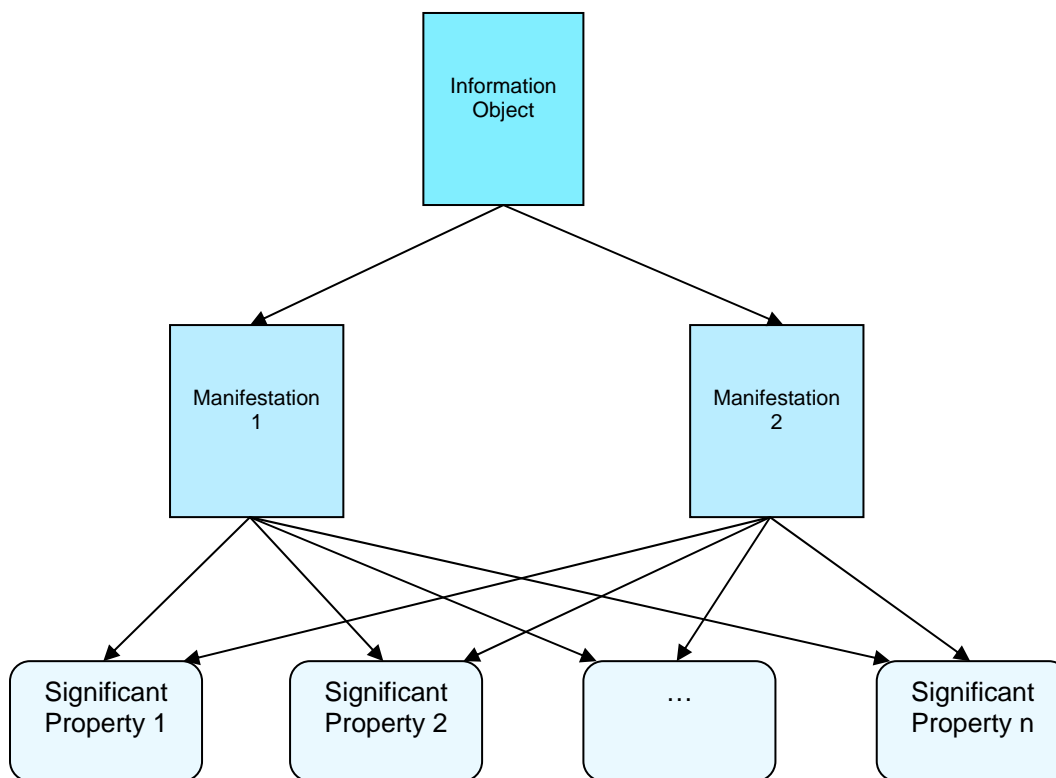 Information
Object
Manifestation
1
Manifestation
2
Significant
Property 1
Significant
Property 2
…
Significant
Property n